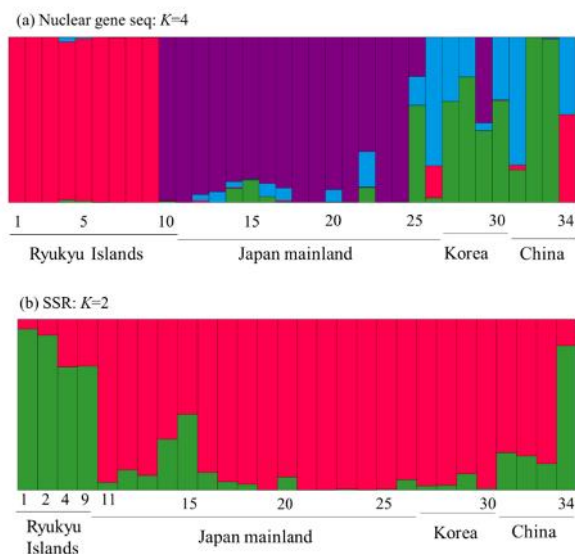 (a) Nuclear gene seq: K=4
1 5 10 15 20 25 30 34
Ryukyu Islands Japan mainland Korea China
(b) SSR: K=2
1 2 4 9 11 15 20 25 30 34
Ryukyu Islands Japan mainland Korea China